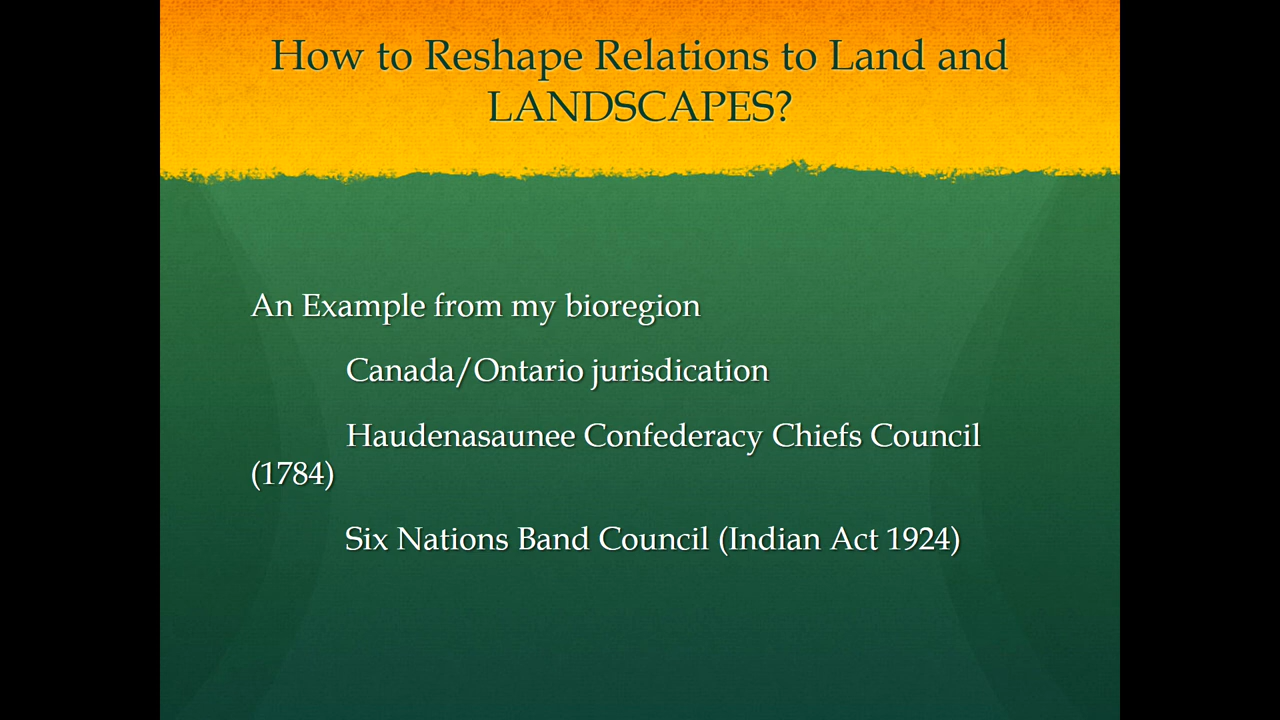 How to Reshape Relations to Land and
LANDSCAPES?
An Example from my bioregion
Canada/Ontario jurisdication
Haudenasaunee Confederacy Chiefs Council
(1784)
Six Nations Band Council (Indian Act 1924)